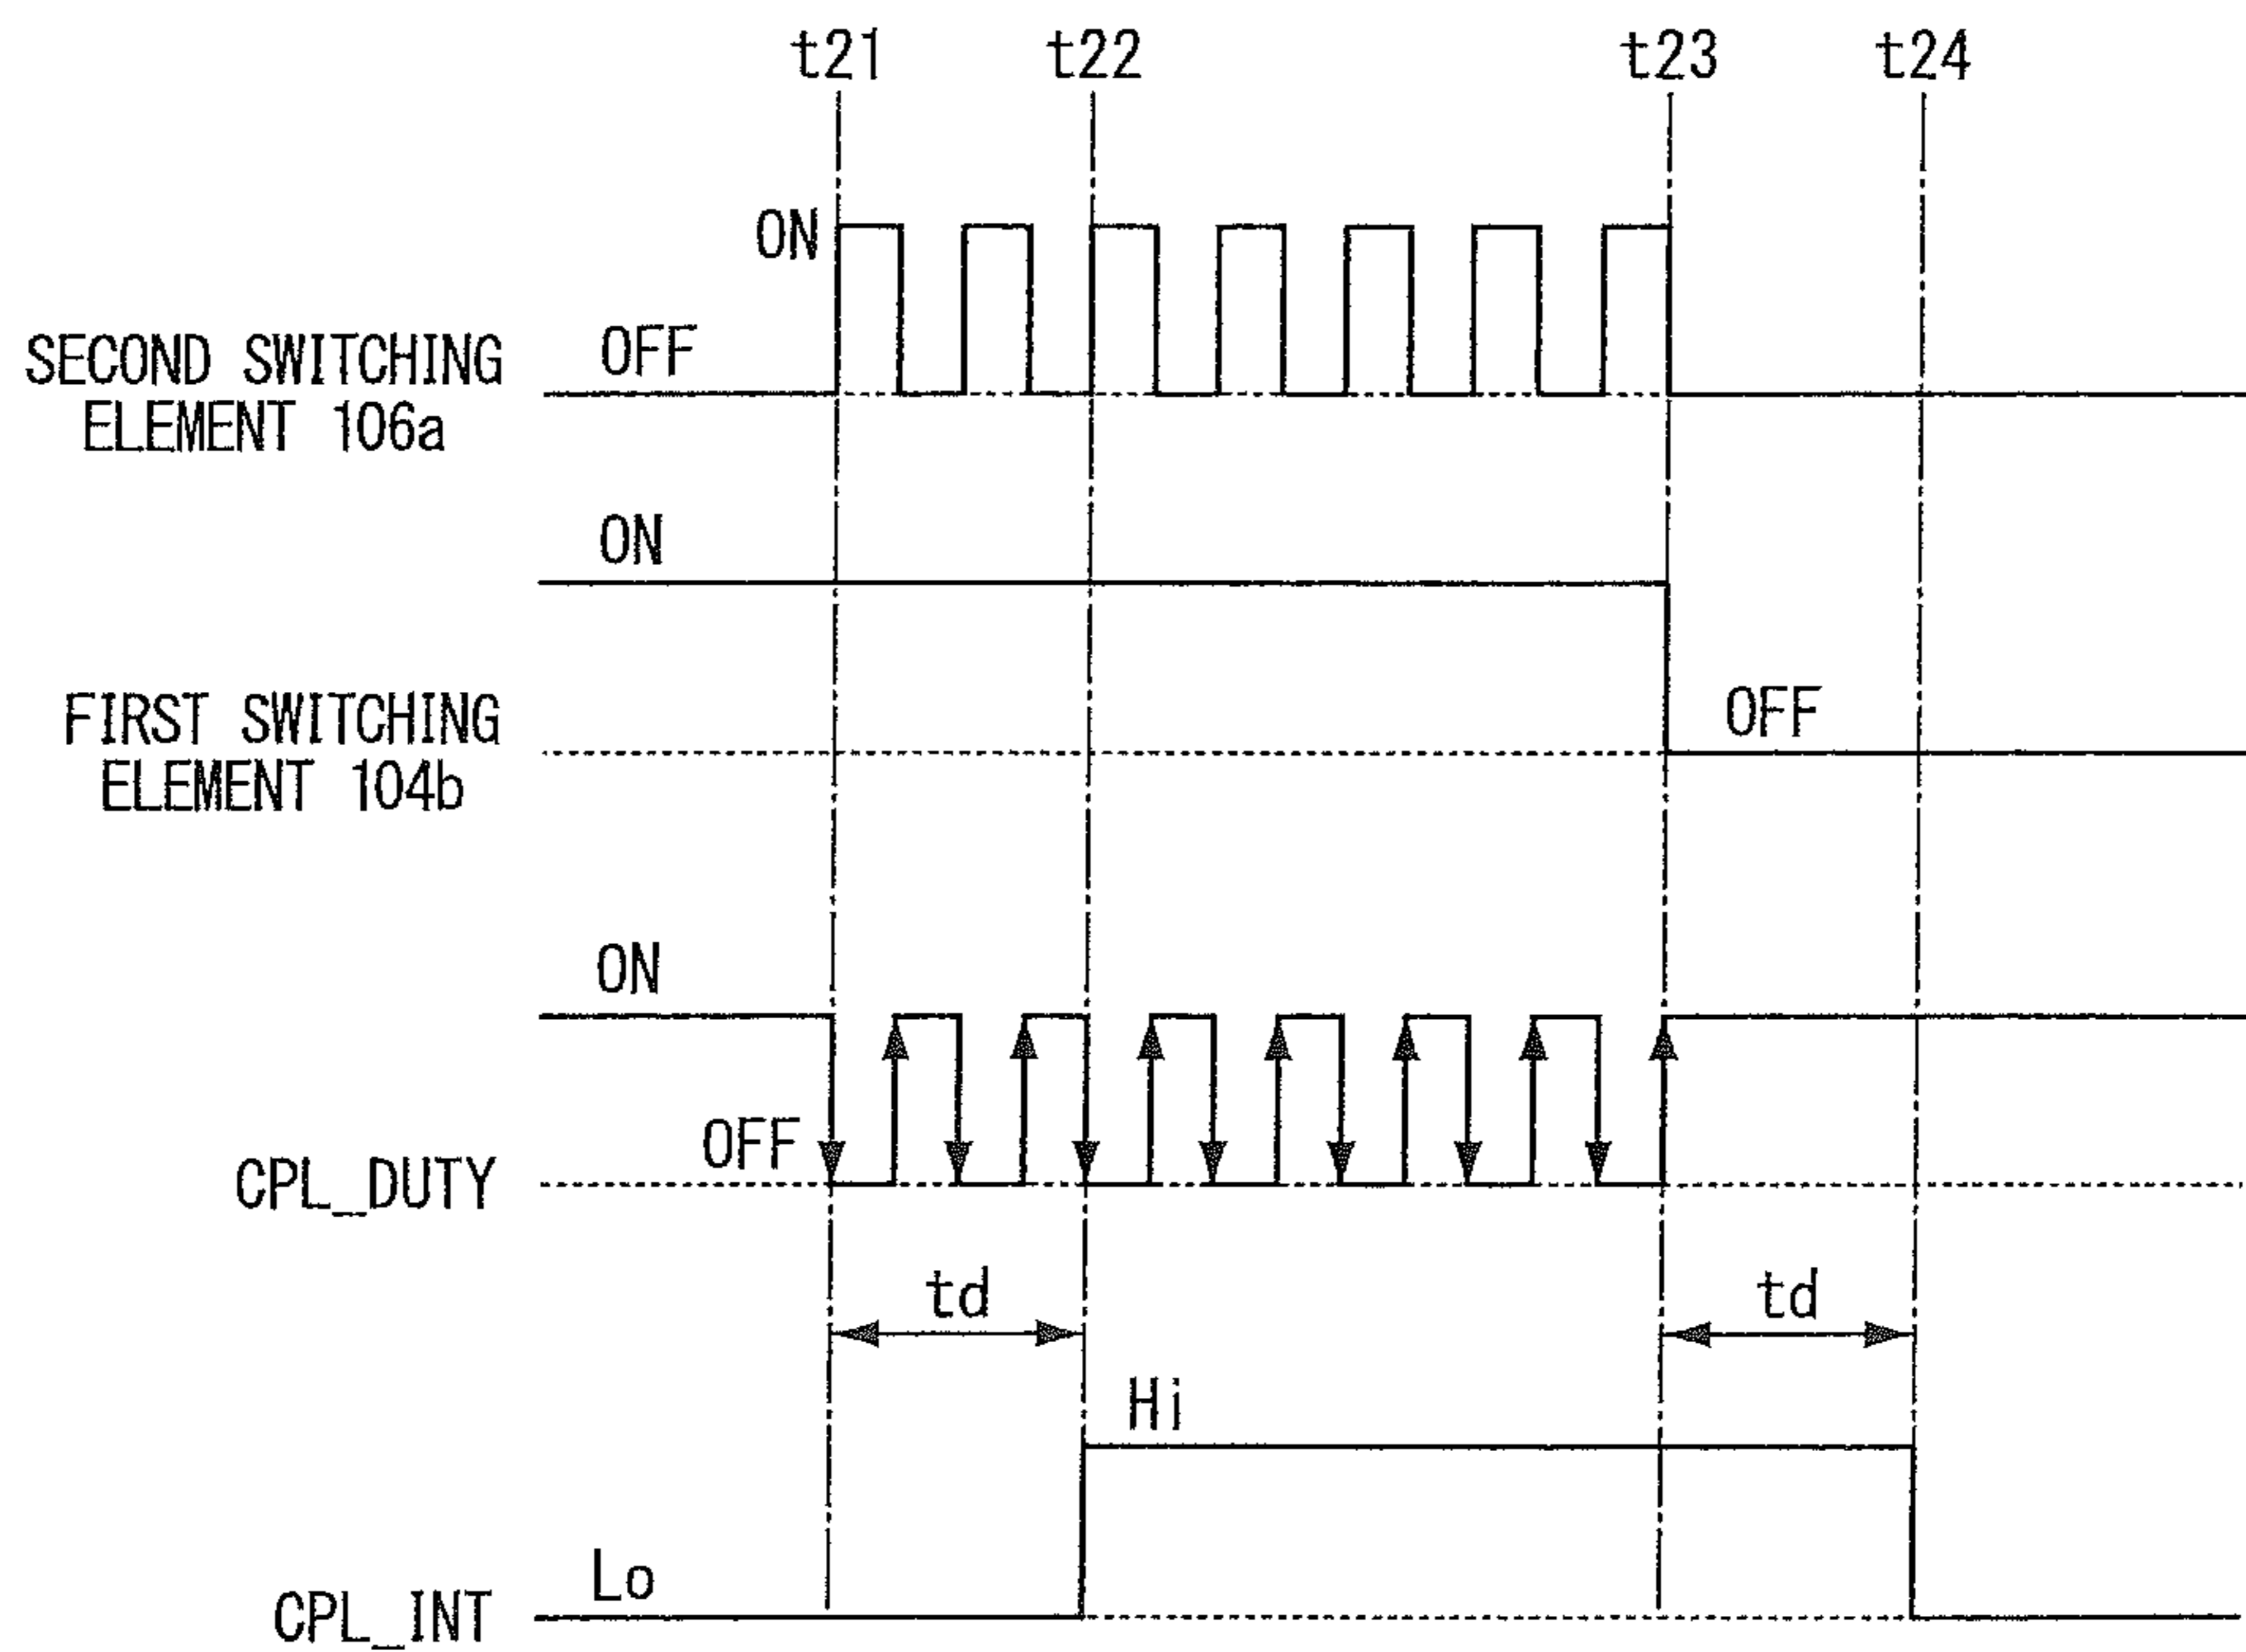 t21 t22 t23 t24
ON
OFF
SECOND SWITCHING
ELEMENT 106a
ON
OFF
FIRST SWITCHING
ELEMENT 104b
ON
OFF
CPL_DUTY
td td
Hi
Lo
CPL_INT